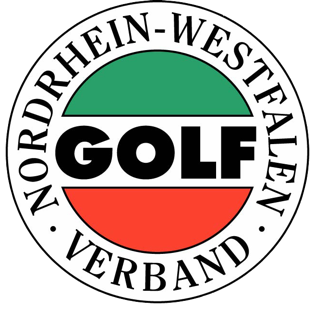 NORDRHEIN-WESTFALEN
GOLF
· VERBAND ·